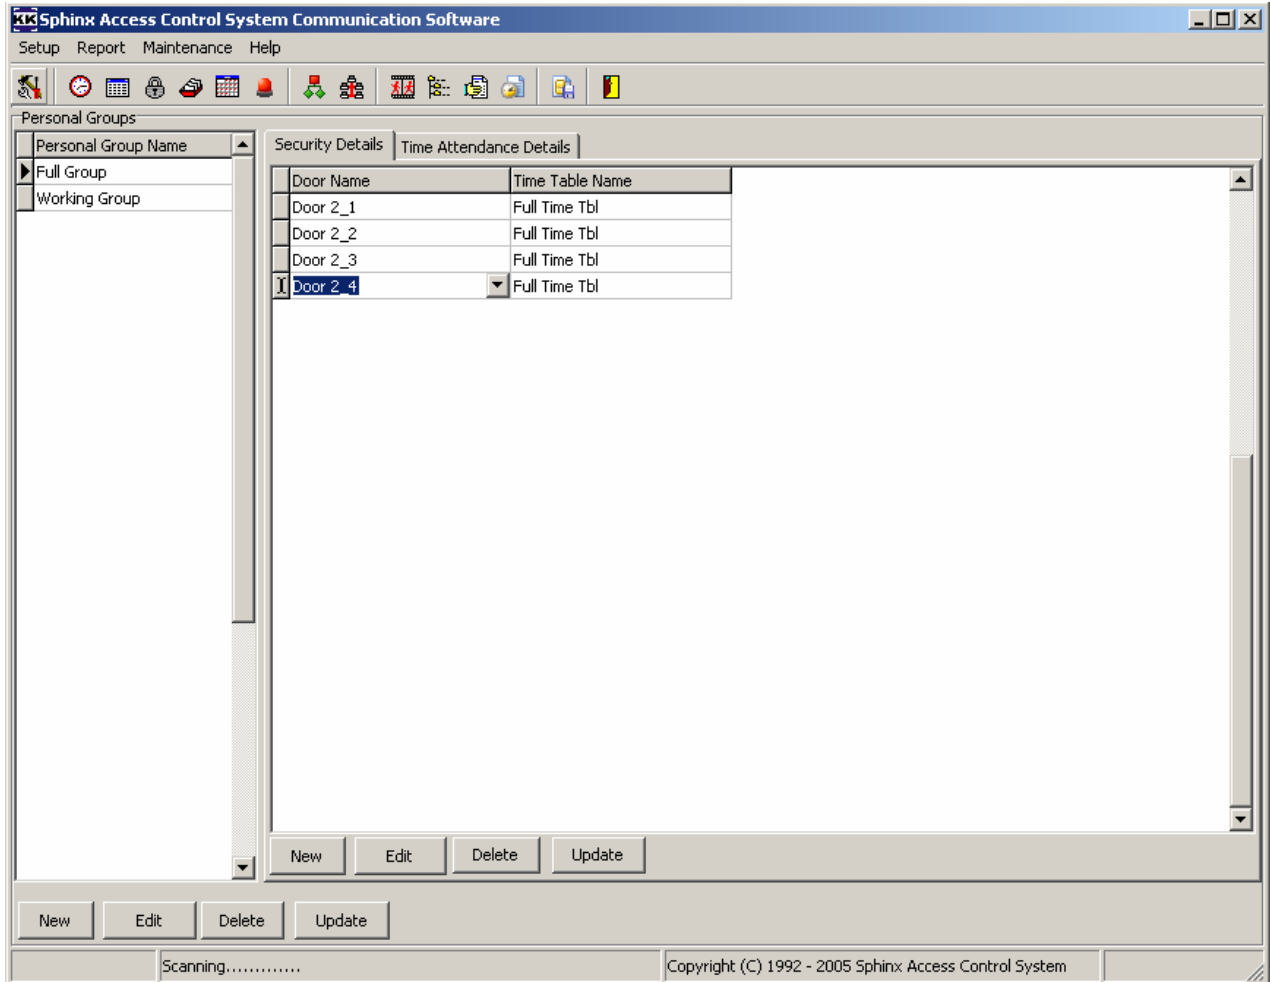 KK Sphinx Access Control System Communication Software
Setup Report Maintenance Help
Personal Groups
Personal Group Name
Full Group
Working Group
Security Details Time Attendance Details
Door Name Time Table Name
Door 2_1 Full Time Tbl
Door 2_2 Full Time Tbl
Door 2_3 Full Time Tbl
Door 2_4 Full Time Tbl
New Edit Delete Update
New Edit Delete Update
Scanning............. Copyright (C) 1992 - 2005 Sphinx Access Control System